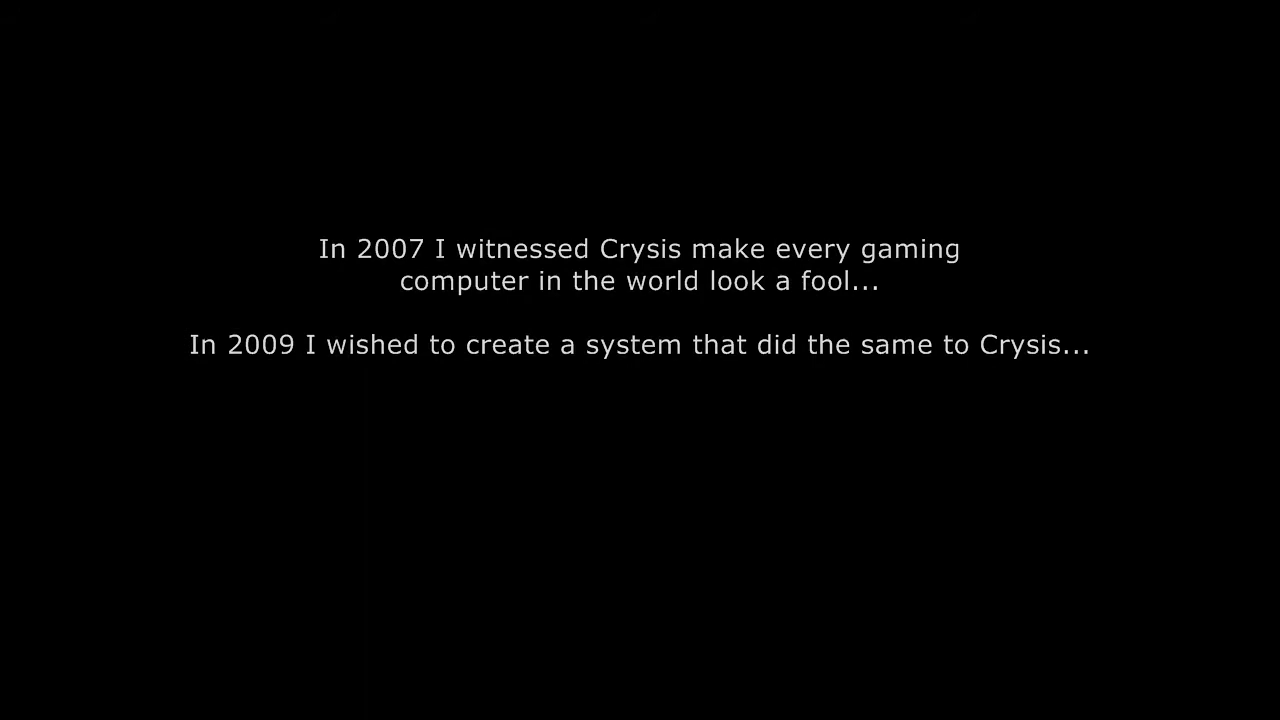 In 2007 I witnessed Crysis make every gaming
computer in the world look a fool...
In 2009 I wished to create a system that did the same to Crysis...